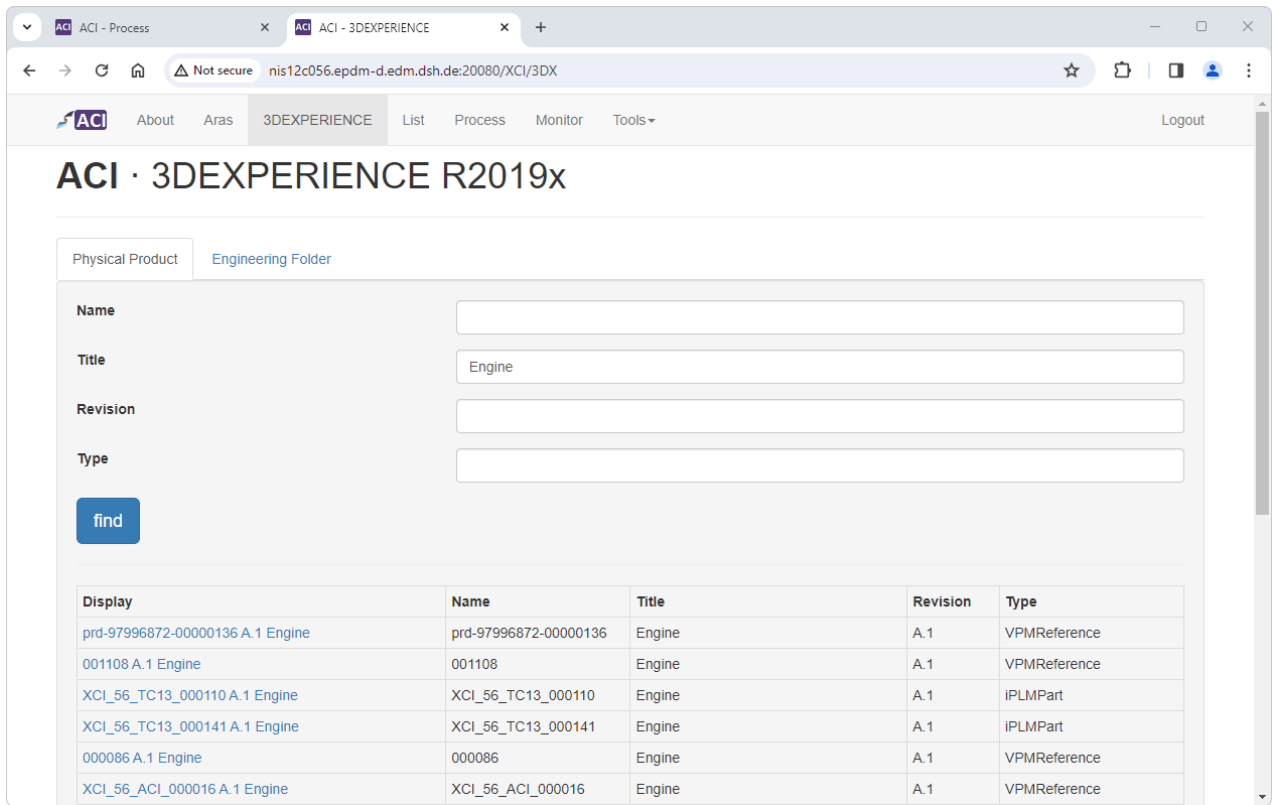 ACI ACI - Process
ACI ACI - 3DEXPERIENCE
Not secure nis12c056.epdm-d.edm.dsh.de:20080/XCI/3DX
ACI About Aras 3DEXPERIENCE List Process Monitor Tools Logout
ACI · 3DEXPERIENCE R2019x
Physical Product Engineering Folder
Name
Title Engine
Revision
Type
find
Display Name Title Revision Type
prd-97996872-00000136 A.1 Engine prd-97996872-00000136 Engine A.1 VPMReference
001108 A.1 Engine 001108 Engine A.1 VPMReference
XCI_56_TC13_000110 A.1 Engine XCI_56_TC13_000110 Engine A.1 iPLMPart
XCI_56_TC13_000141 A.1 Engine XCI_56_TC13_000141 Engine A.1 iPLMPart
000086 A.1 Engine 000086 Engine A.1 VPMReference
XCI_56_ACI_000016 A.1 Engine XCI_56_ACI_000016 Engine A.1 VPMReference